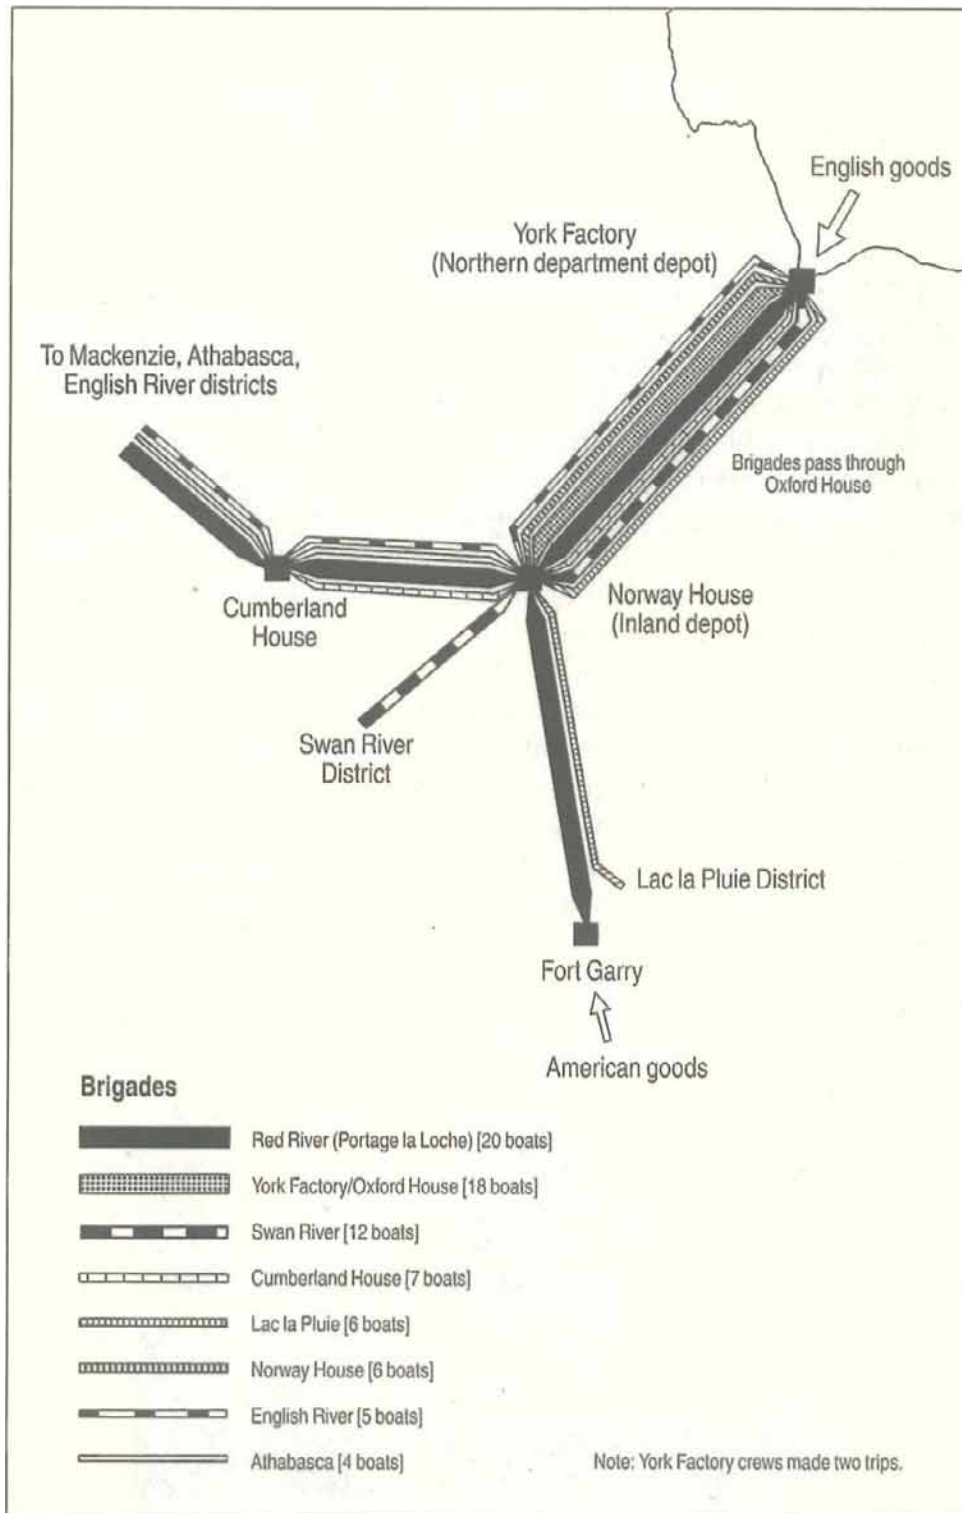 English goods
York Factory
(Northern department depot)
To Mackenzie, Athabasca,
English River districts
Brigades pass through
Oxford House
Cumberland
House
Norway House
(Inland depot)
Swan River
District
Lac la Pluie District
Fort Garry
American goods
Brigades
Red River (Portage la Loche) [20 boats]
York Factory/Oxford House [18 boats]
Swan River [12 boats]
Cumberland House [7 boats]
Lac la Pluie [6 boats]
Norway House [6 boats]
English River [5 boats]
Athabasca [4 boats]
Note: York Factory crews made two trips.